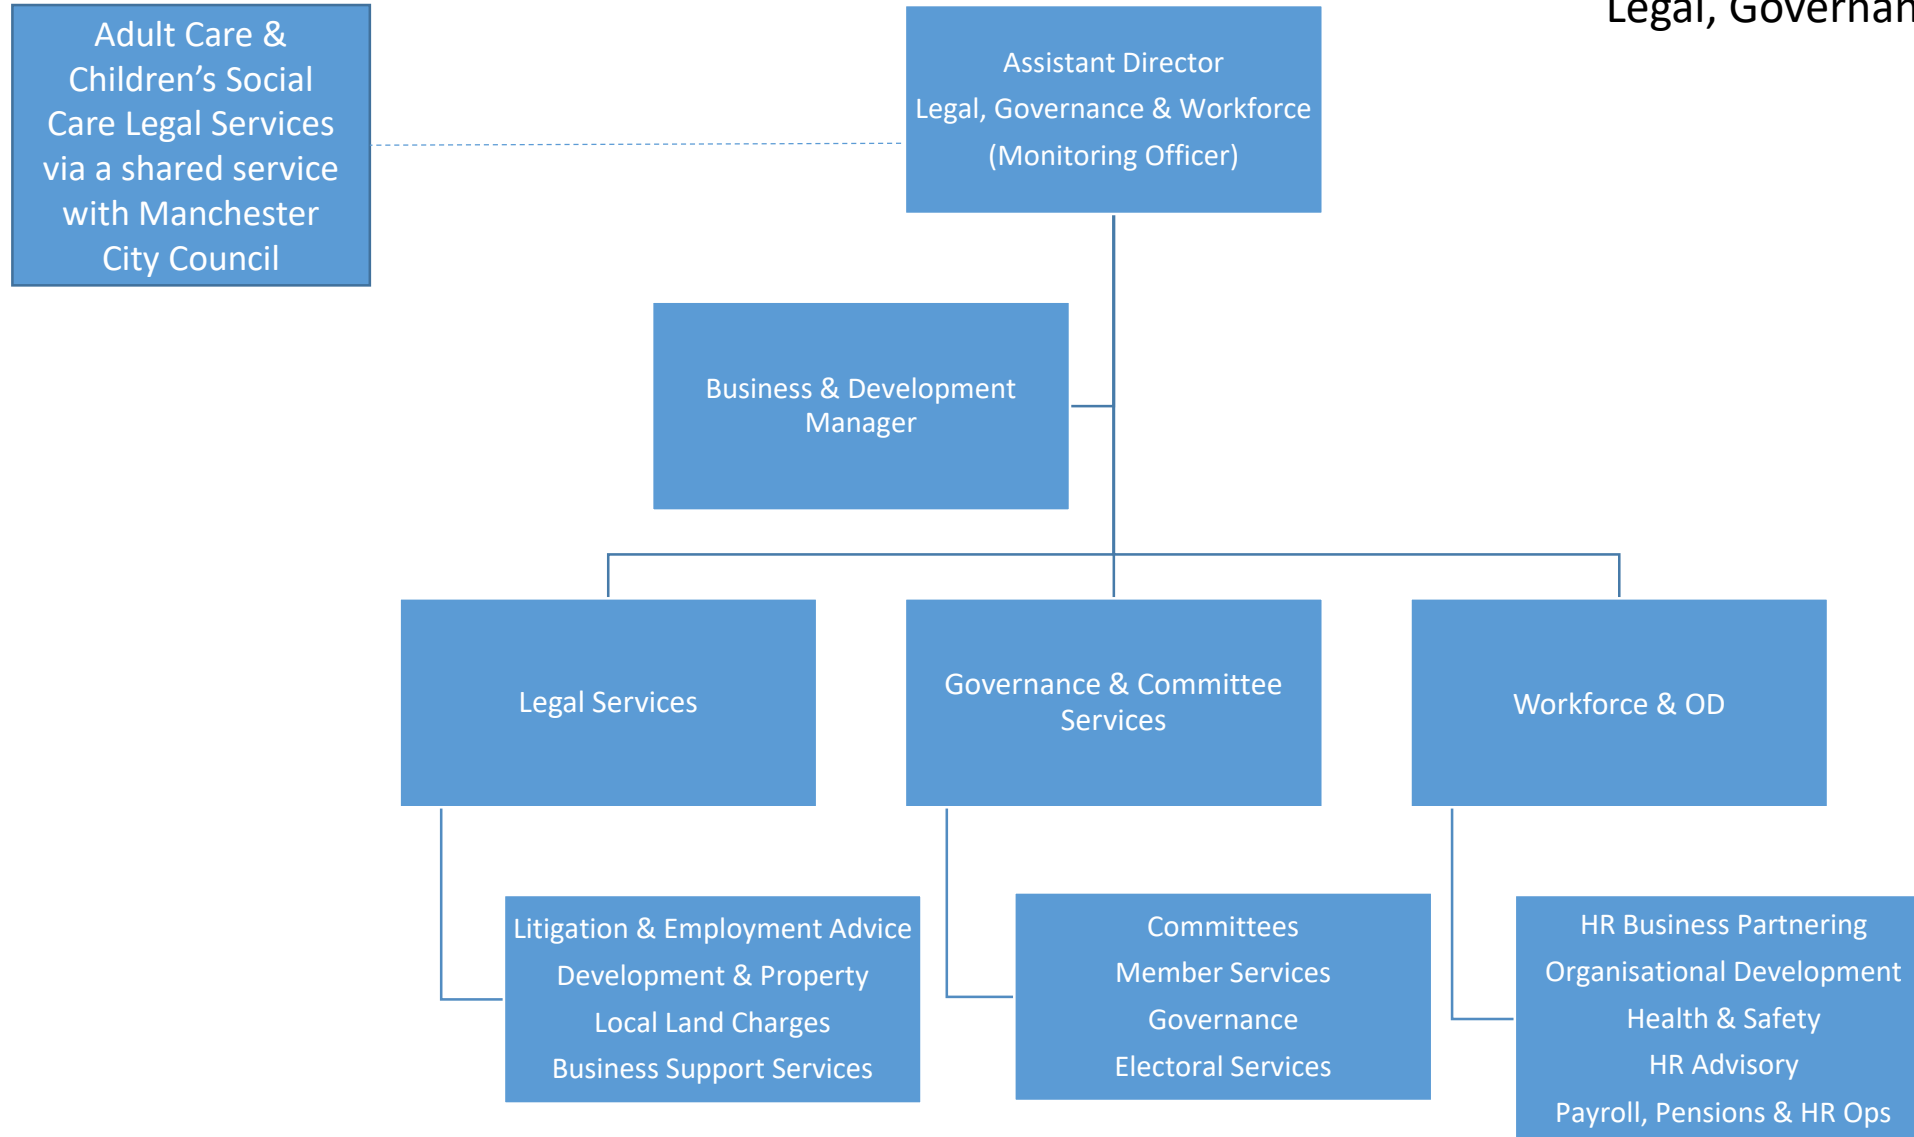 Legal, Governan
Adult Care &
Children’s Social
Care Legal Services
via a shared service
with Manchester
City Council
Assistant Director
Legal, Governance & Workforce
(Monitoring Officer)
Business & Development
Manager
Legal Services
Governance & Committee
Services
Workforce & OD
Litigation & Employment Advice
Development & Property
Local Land Charges
Business Support Services
Committees
Member Services
Governance
Electoral Services
HR Business Partnering
Organisational Development
Health & Safety
HR Advisory
Payroll, Pensions & HR Ops